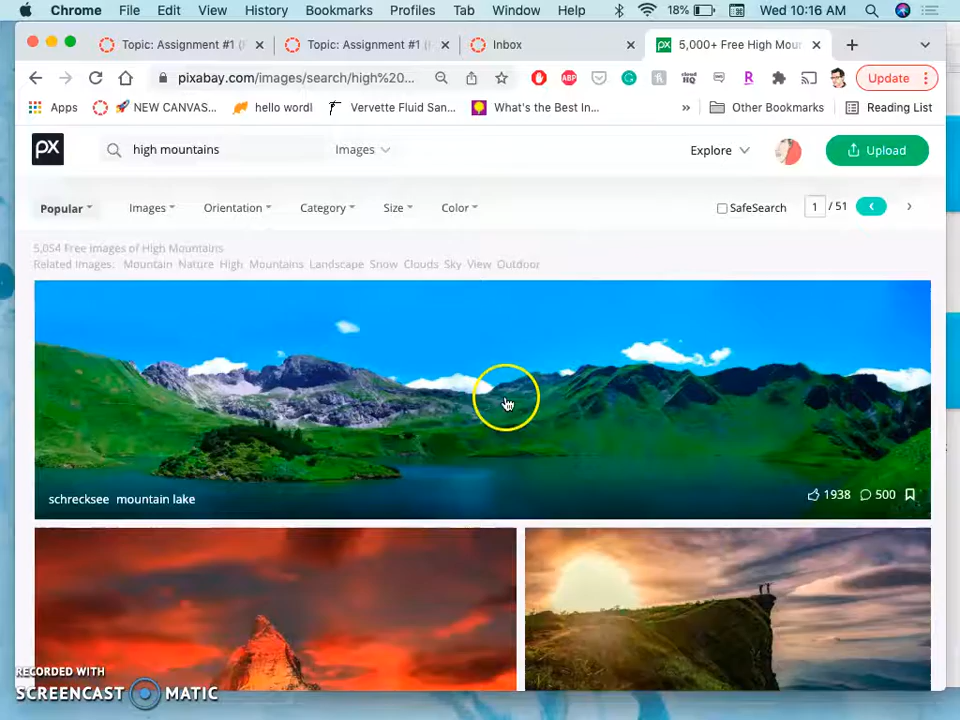 Chrome File Edit View History Bookmarks Profiles Tab Window Help 18% Wed 10:16 AM
Topic: Assignment #1 ( Topic: Assignment #1 ( Inbox 5,000+ Free High Mour
pixabay.com/images/search/high%20... Update
Apps NEW CANVAS... hello wordl Vervette Fluid San... What's the Best In... » Other Bookmarks Reading List
px high mountains Images Explore Upload
Popular Images Orientation Category Size Color SafeSearch 1 / 51
5,054 Free images of High Mountains
Related Images: Mountain Nature High Mountains Landscape Snow Clouds Sky View Outdoor
schrecksee mountain lake 1938 500
RECORDED WITH
SCREENCAST MATIC